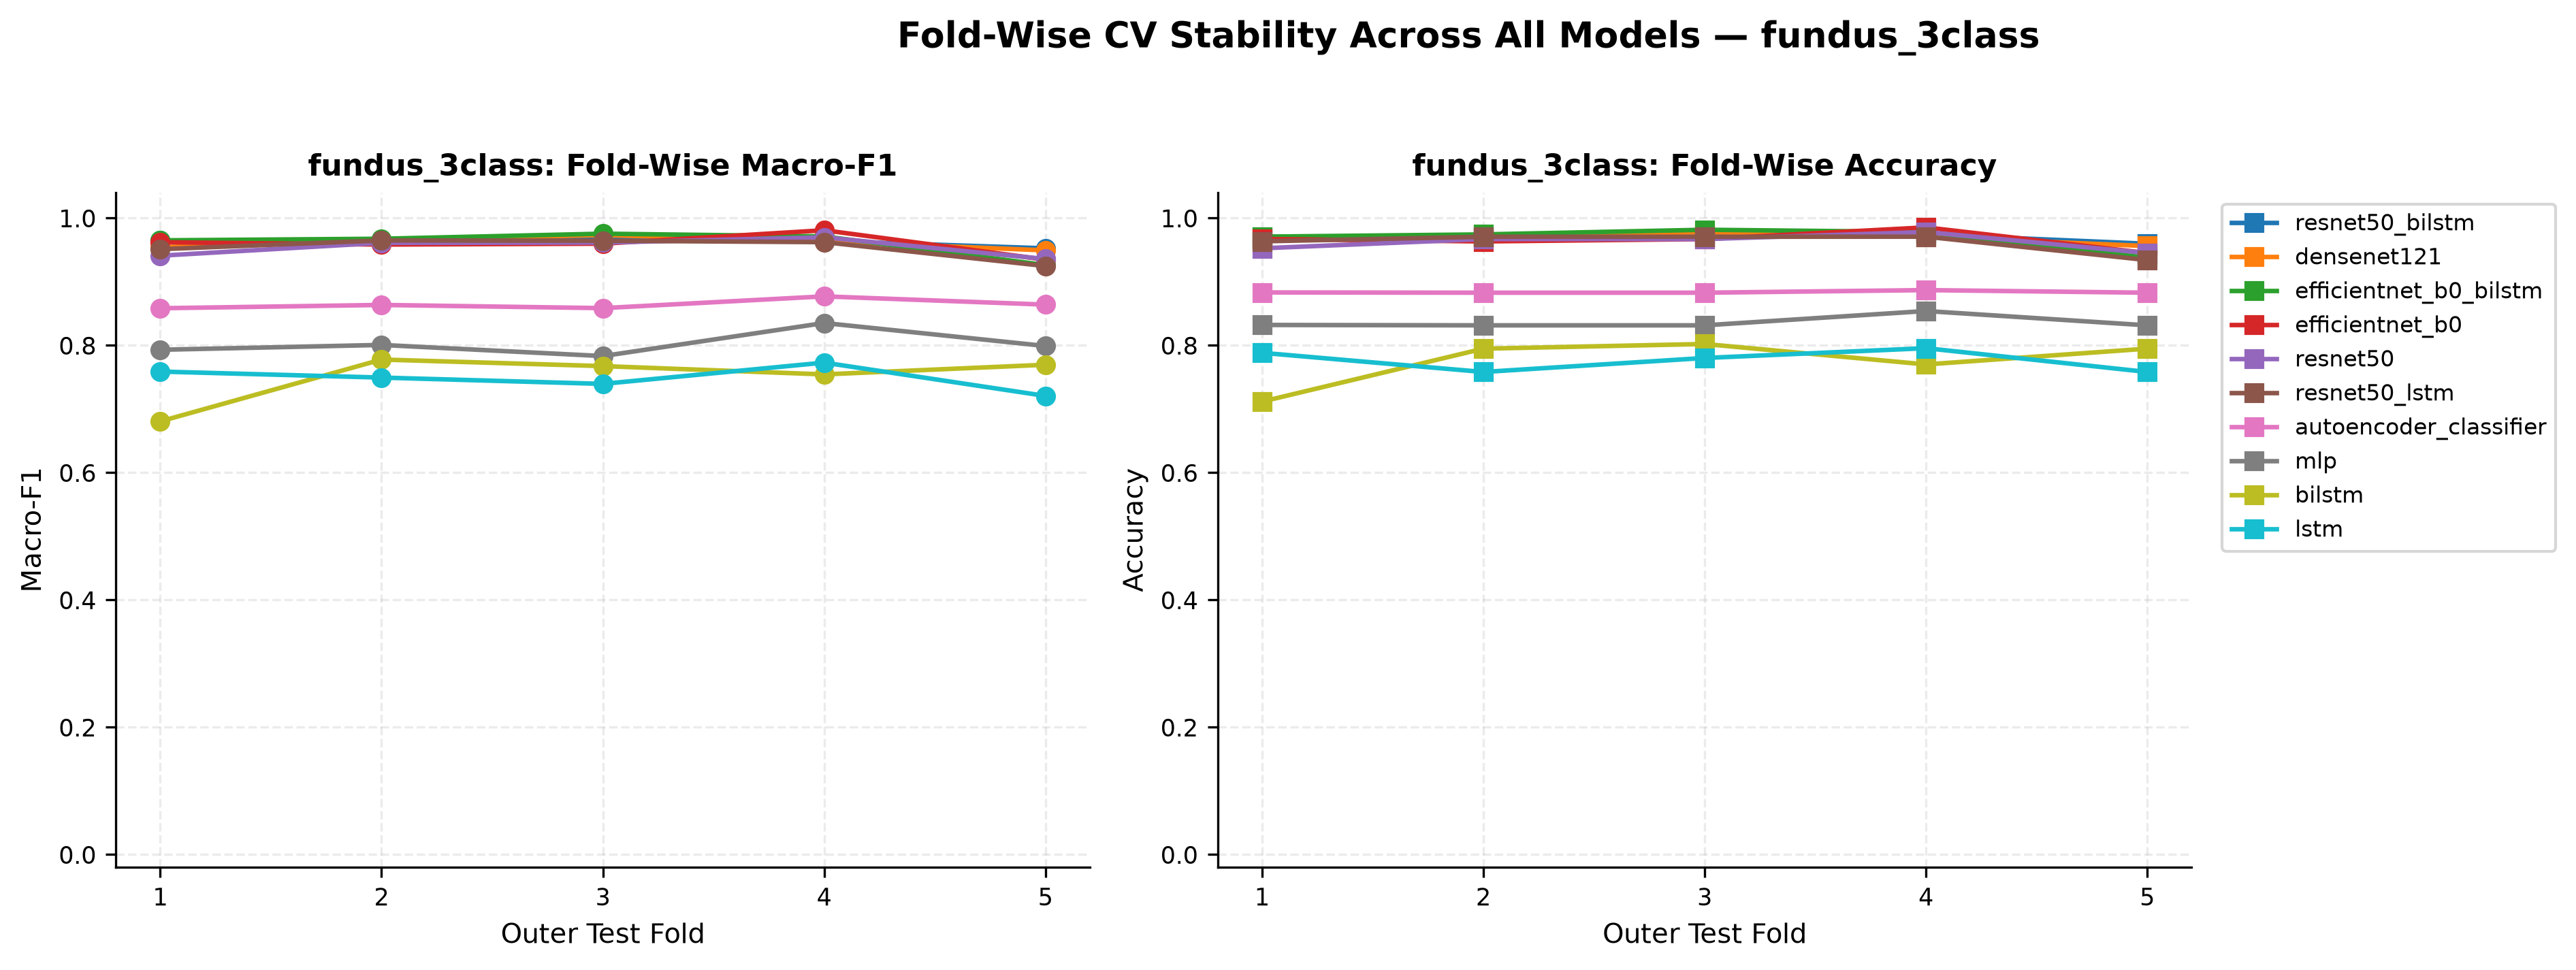 Fold-Wise CV Stability Across All Models — fundus_3class
fundus_3class: Fold-Wise Macro-F1
Macro-F1
1.0
0.8
0.6
0.4
0.2
0.0
1 2 3 4 5
Outer Test Fold
fundus_3class: Fold-Wise Accuracy
Accuracy
1.0
0.8
0.6
0.4
0.2
0.0
1 2 3 4 5
Outer Test Fold
resnet50_bilstm
densenet121
efficientnet_b0_bilstm
efficientnet_b0
resnet50
resnet50_lstm
autoencoder_classifier
mlp
bilstm
lstm